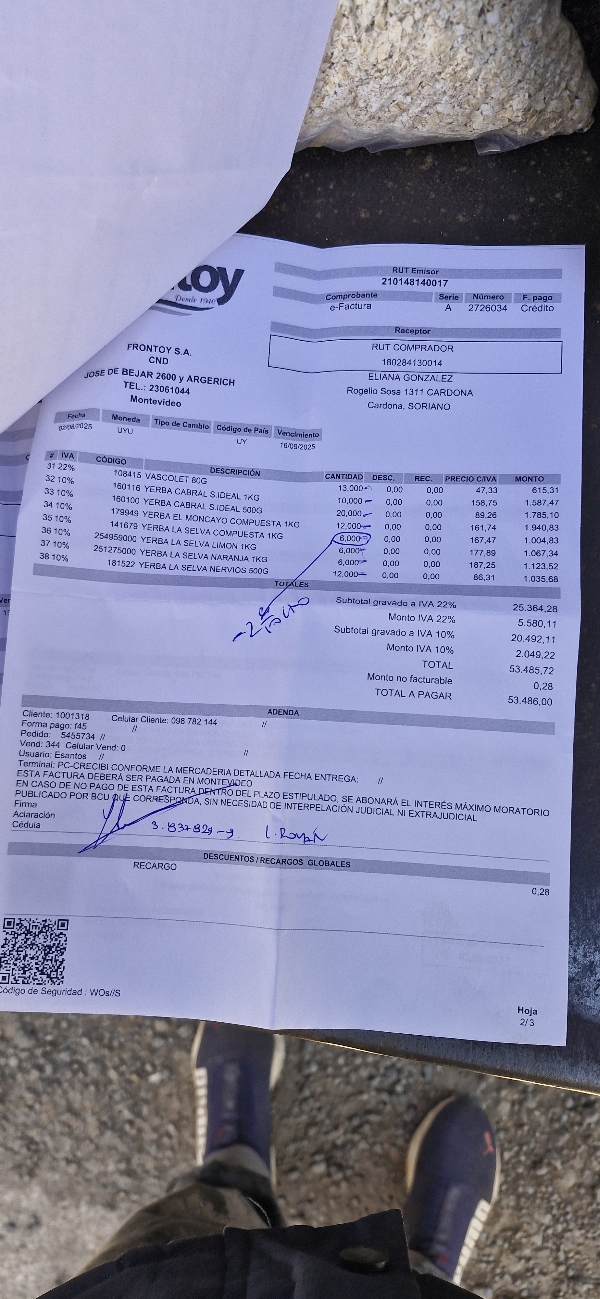 toy
Desde 1940
FRONTOY S.A.
CND
JOSE DE BEJAR 2600 y ARGERICH
TEL.: 23061044
Montevideo
RUT Emisor
210148140017
Comprobante Serie Número F. pago
e-Factura A 2726034 Crédito
Receptor
RUT COMPRADOR
180284130014
ELIANA GONZALEZ
Rogelio Sosa 1311 CARDONA
Cardona, SORIANO
Fecha Moneda Tipo de Cambio Código de País Vencimiento
UYU UY 16/09/2025
# IVA CÓDIGO DESCRIPCIÓN CANTIDAD DESC. REC. PRECIO C/IVA MONTO
31 22% 108415 VASCOLET 80G 13,000 0,00 0,00 47,33 615,31
32 10% 160116 YERBA CABRAL S.IDEAL 1KG 10,000 0,00 0,00 158,75 1.587,47
33 10% 160100 YERBA CABRAL S.IDEAL 500G 20,000 0,00 0,00 89,26 1.785,10
34 10% 179949 YERBA EL MONCAYO COMPUESTA 1KG 12,000 0,00 0,00 161,74 1.940,83
35 10% 141679 YERBA LA SELVA COMPUESTA 1KG 6,000 0,00 0,00 167,47 1.004,83
36 10% 254959000 YERBA LA SELVA LIMON 1KG 6,000 0,00 0,00 177,89 1.067,34
37 10% 251275000 YERBA LA SELVA NARANJA 1KG 6,000 0,00 0,00 187,25 1.123,52
38 10% 181522 YERBA LA SELVA NERVIOS 500G 12,000 0,00 0,00 86,31 1.035,68
TOTALES
Subtotal gravado a IVA 22% 25.364,28
Monto IVA 22% 5.580,11
Subtotal gravado a IVA 10% 20.492,11
Monto IVA 10% 2.049,22
TOTAL 53.485,72
Monto no facturable 0,28
TOTAL A PAGAR 53.486,00
ADENDA
Cliente: 1001318 Celular Cliente: 098 782 144 //
Forma pago: f45 //
Pedido: 5455734 //
Vend: 344 Celular Vend: 0 //
Usuario: Esantos //
Terminal: PC-CRECIBI CONFORME LA MERCADERIA DETALLADA FECHA ENTREGA: //
ESTA FACTURA DEBERÁ SER PAGADA EN MONTEVIDEO
EN CASO DE NO PAGO DE ESTA FACTURA DENTRO DEL PLAZO ESTIPULADO, SE ABONARÁ EL INTERÉS MÁXIMO MORATORIO
PUBLICADO POR BCU QUE CORRESPONDA, SIN NECESIDAD DE INTERPELACIÓN JUDICIAL NI EXTRAJUDICIAL
Firma
Aclaración
Cédula
DESCUENTOS / RECARGOS GLOBALES
RECARGO 0,28
Código de Seguridad : WOs//S
Hoja
2/3